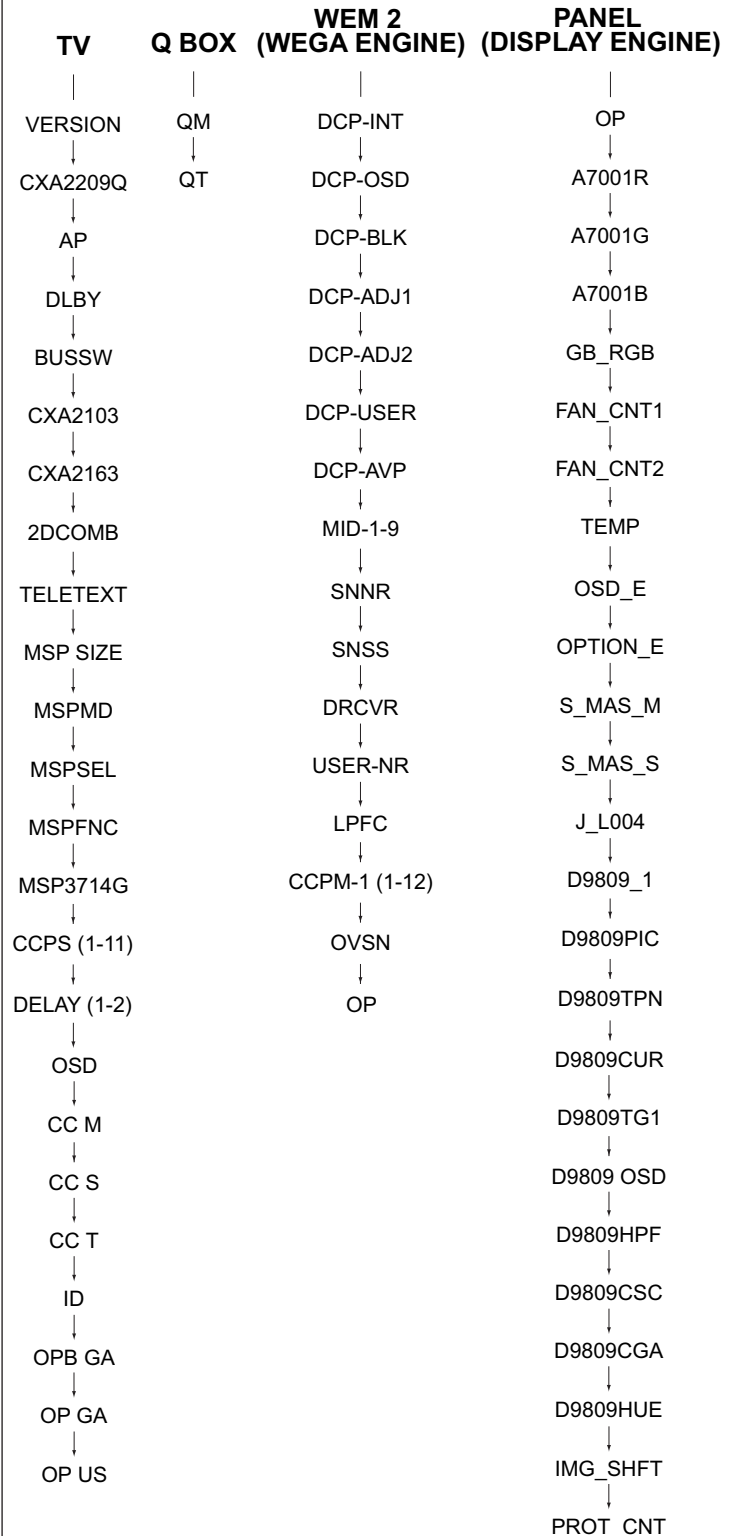 TV
VERSION
CXA2209Q
AP
DLBY
BUSSW
CXA2103
CXA2163
2DCOMB
TELETEXT
MSP SIZE
MSPMD
MSPSEL
MSPFNC
MSP3714G
CCPS (1-11)
DELAY (1-2)
OSD
CC M
CC S
CC T
ID
OPB GA
OP GA
OP US
Q BOX
QM
QT
WEM 2
(WEGA ENGINE)
DCP-INT
DCP-OSD
DCP-BLK
DCP-ADJ1
DCP-ADJ2
DCP-USER
DCP-AVP
MID-1-9
SNNR
SNSS
DRCVR
USER-NR
LPFC
CCPM-1 (1-12)
OVSN
OP
PANEL
(DISPLAY ENGINE)
OP
A7001R
A7001G
A7001B
GB_RGB
FAN_CNT1
FAN_CNT2
TEMP
OSD_E
OPTION_E
S_MAS_M
S_MAS_S
J_L004
D9809_1
D9809PIC
D9809TPN
D9809CUR
D9809TG1
D9809 OSD
D9809HPF
D9809CSC
D9809CGA
D9809HUE
IMG_SHFT
PROT_CNT